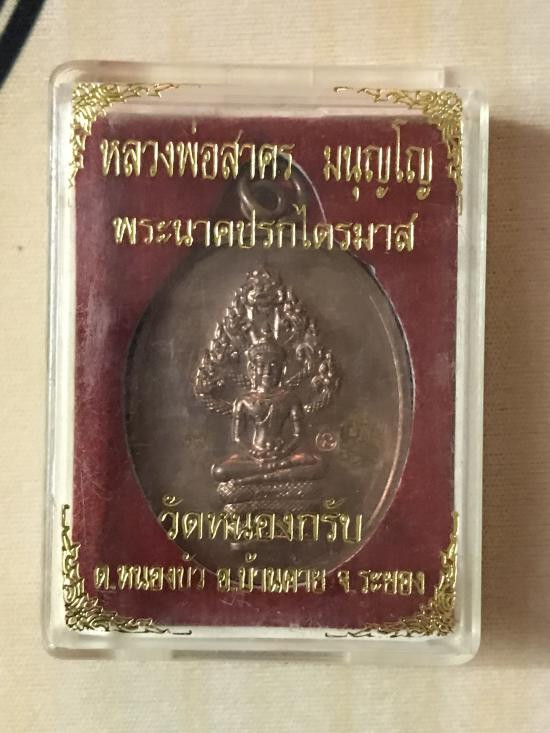 หลวงพ่อสาคร มนุญโญ
พระนาคปรกไตรมาส
วัดหนองกรับ
ต.หนองบัว อ.บ้านค่าย จ.ระยอง